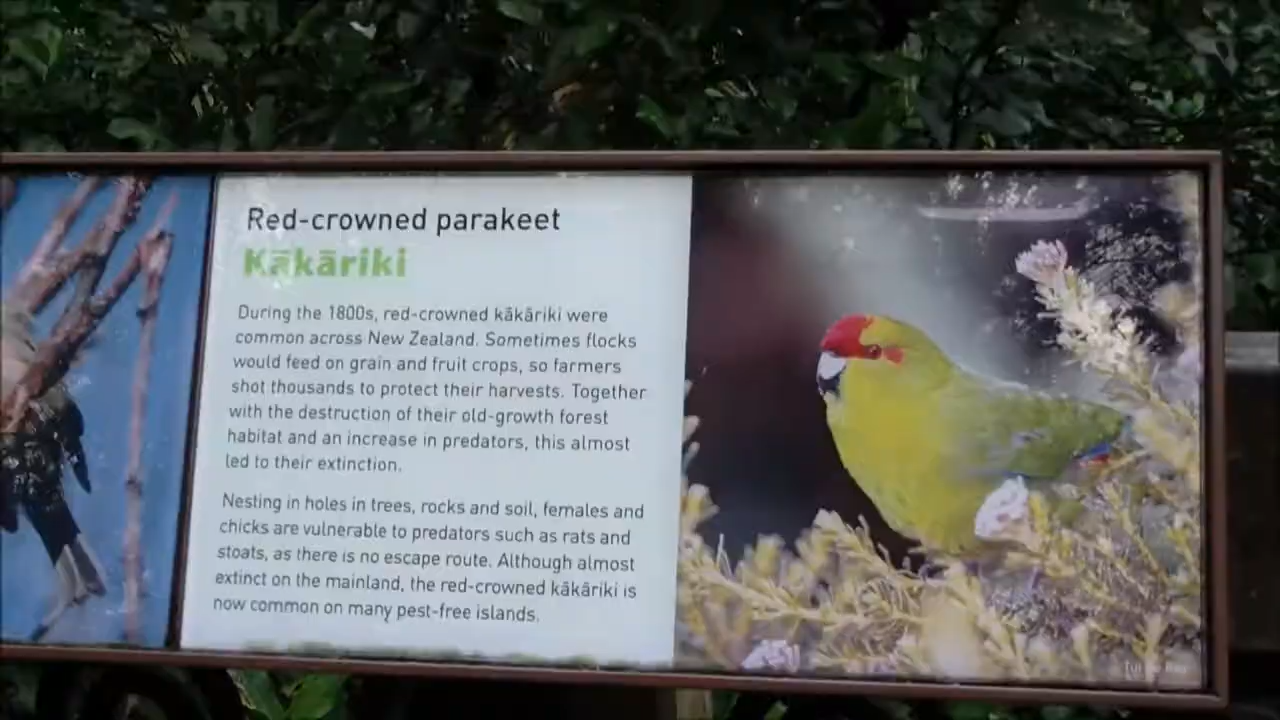 Red-crowned parakeet
Kākāriki
During the 1800s, red-crowned kākāriki were
common across New Zealand. Sometimes flocks
would feed on grain and fruit crops, so farmers
shot thousands to protect their harvests. Together
with the destruction of their old-growth forest
habitat and an increase in predators, this almost
led to their extinction.
Nesting in holes in trees, rocks and soil, females and
chicks are vulnerable to predators such as rats and
stoats, as there is no escape route. Although almost
extinct on the mainland, the red-crowned kākāriki is
now common on many pest-free islands.